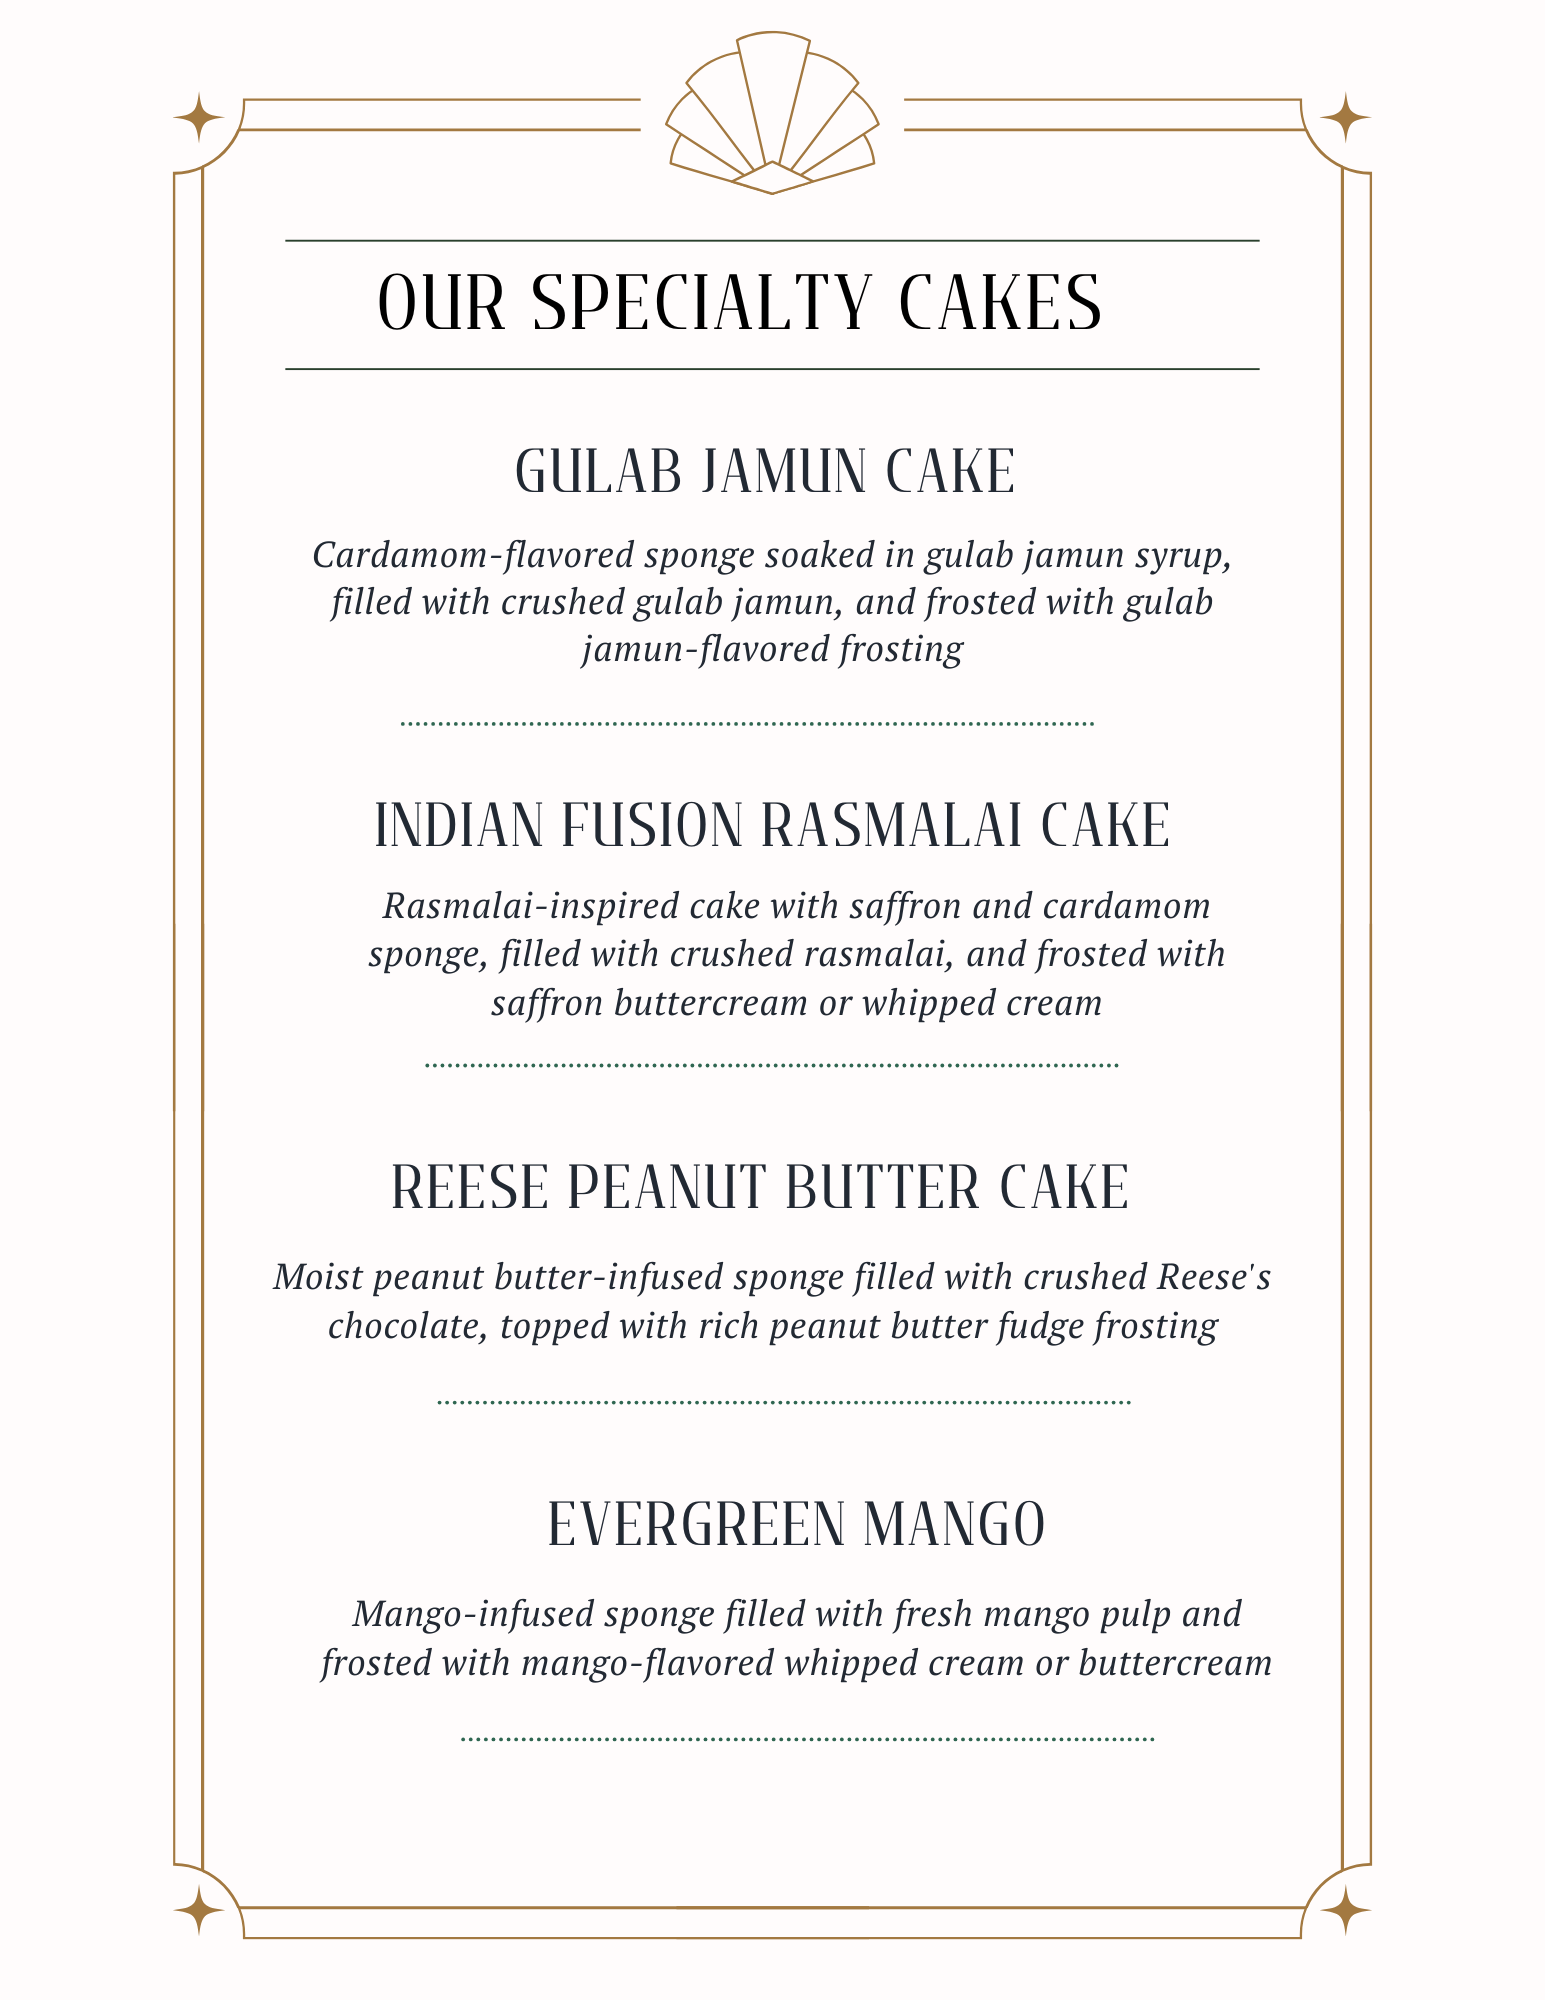 OUR SPECIALTY CAKES
GULAB JAMUN CAKE
Cardamom-flavored sponge soaked in gulab jamun syrup,
filled with crushed gulab jamun, and frosted with gulab
jamun-flavored frosting
INDIAN FUSION RASMALAI CAKE
Rasmalai-inspired cake with saffron and cardamom
sponge, filled with crushed rasmalai, and frosted with
saffron buttercream or whipped cream
REESE PEANUT BUTTER CAKE
Moist peanut butter-infused sponge filled with crushed Reese's
chocolate, topped with rich peanut butter fudge frosting
EVERGREEN MANGO
Mango-infused sponge filled with fresh mango pulp and
frosted with mango-flavored whipped cream or buttercream